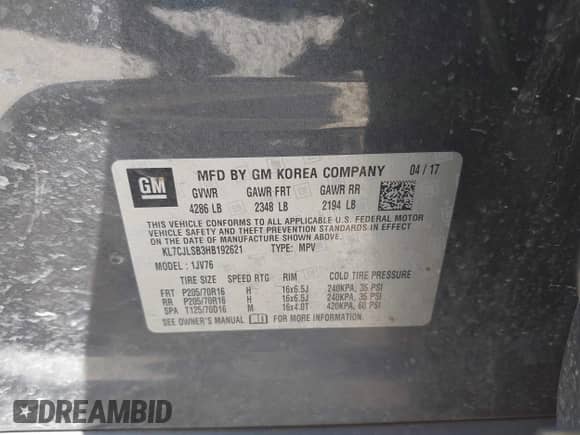 GM
MFD BY GM KOREA COMPANY 04 / 17
GVWR GAWR FRT GAWR RR
4286 LB 2348 LB 2194 LB
THIS VEHICLE CONFORMS TO ALL APPLICABLE U.S. FEDERAL MOTOR
VEHICLE SAFETY AND THEFT PREVENTION STANDARDS IN EFFECT
ON THE DATE OF MANUFACTURE SHOWN ABOVE.
KL7CJLSB3HB192621 TYPE: MPV
MODEL: 1JV76
TIRE SIZE SPEED RTG RIM COLD TIRE PRESSURE
FRT P205/70R16 H 16x6.5J 240KPA, 35 PSI
RR P205/70R16 H 16x6.5J 240KPA, 35 PSI
SPA T125/70D16 M 16x4.0T 420KPA, 60 PSI
SEE OWNER'S MANUAL
DREAMBID